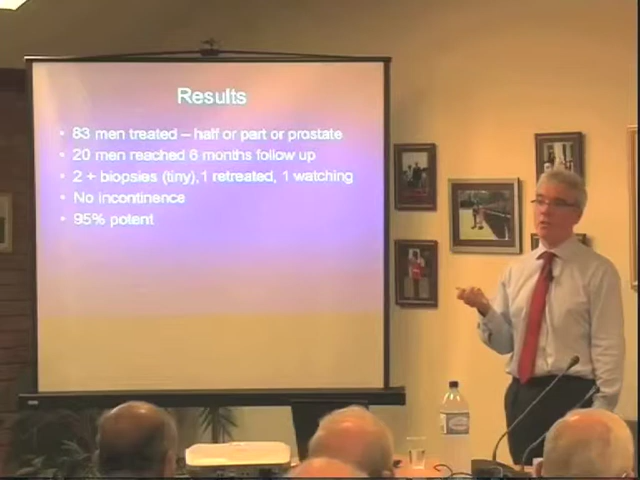 Results
• 83 men treated – half or part or prostate
• 20 men reached 6 months follow up
• 2 + biopsies (tiny),1 retreated, 1 watching
• No incontinence
• 95% potent